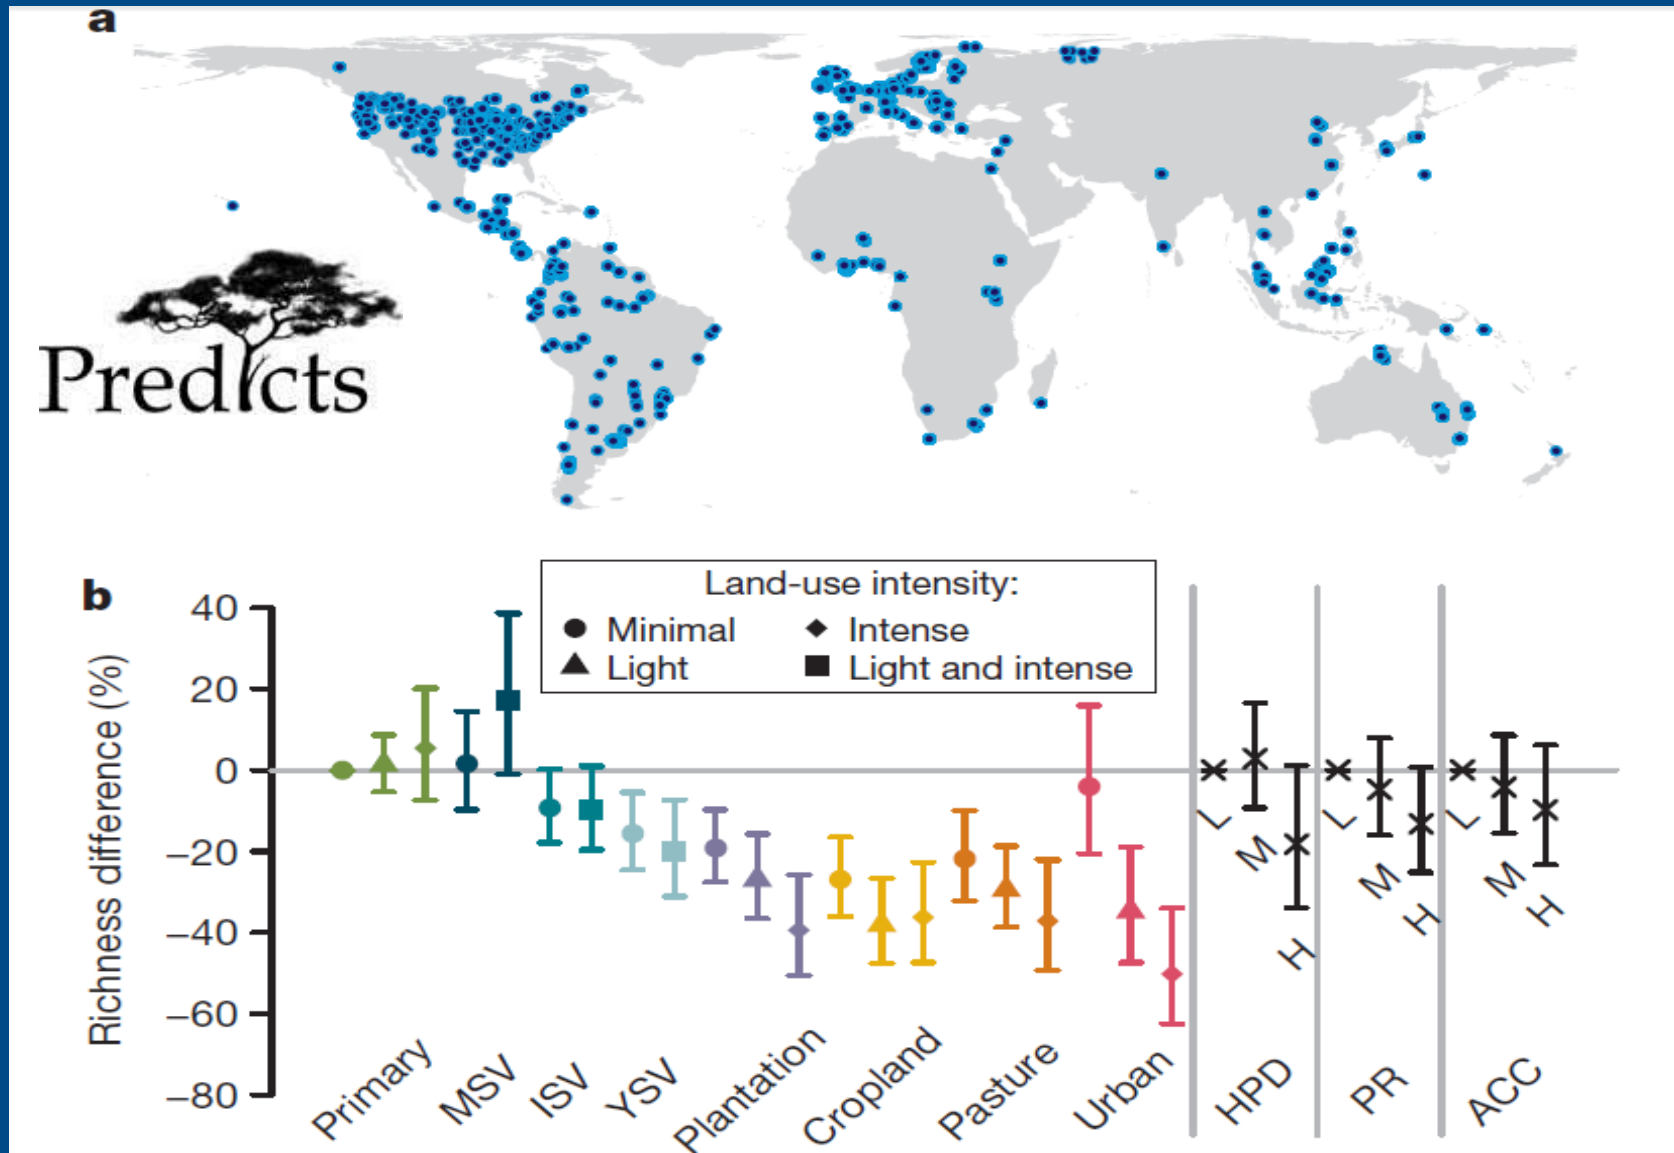 a
Predicts
b
Land-use intensity:
Minimal
Intense
Light
Light and intense
Richness difference (%)
40
20
0
−20
−40
−60
−80
L
M
H
L
M
H
L
M
H
Primary
MSV
ISV
YSV
Plantation
Cropland
Pasture
Urban
HPD
PR
ACC